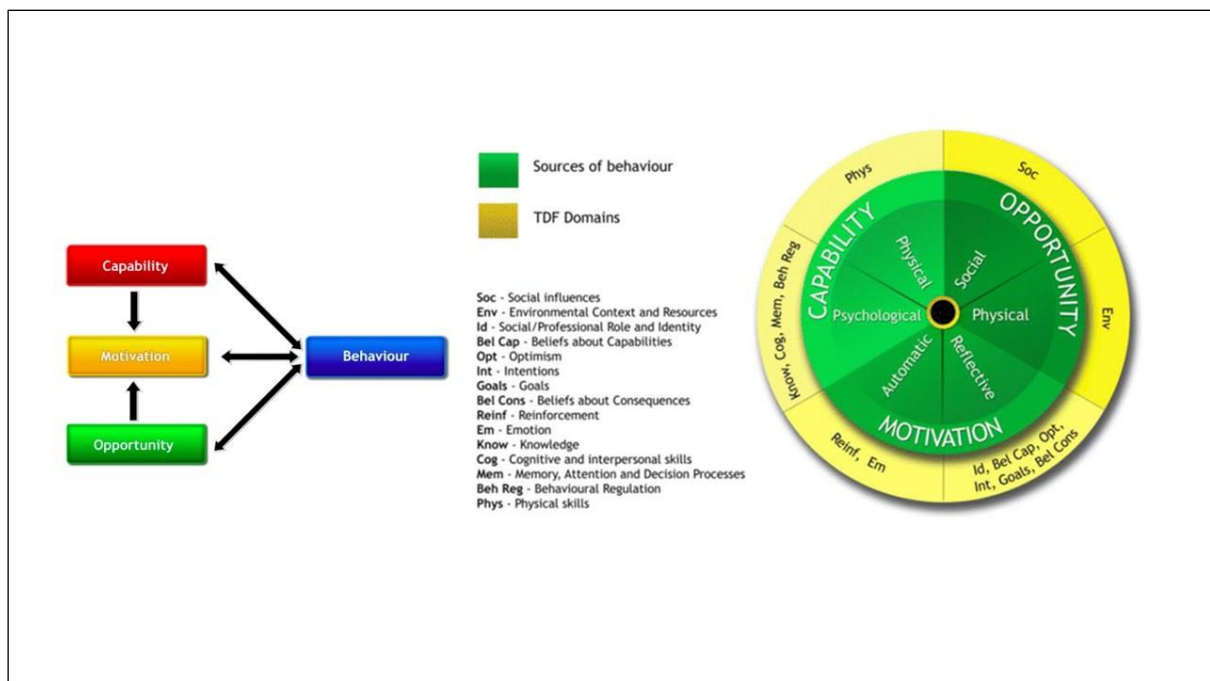 Capability
Motivation
Opportunity
Behaviour
Sources of behaviour
TDF Domains
Soc - Social influences
Env - Environmental Context and Resources
Id - Social/Professional Role and Identity
Bel Cap - Beliefs about Capabilities
Opt - Optimism
Int - Intentions
Goals - Goals
Bel Cons - Beliefs about Consequences
Reinf - Reinforcement
Em - Emotion
Know - Knowledge
Cog - Cognitive and interpersonal skills
Mem - Memory, Attention and Decision Processes
Beh Reg - Behavioural Regulation
Phys - Physical skills
Phys
Soc
Env
Id, Bel Cap, Opt,
Int, Goals, Bel Cons
Reinf, Em
Know, Cog, Mem, Beh Reg
CAPABILITY
OPPORTUNITY
MOTIVATION
Physical
Social
Psychological
Physical
Automatic
Reflective